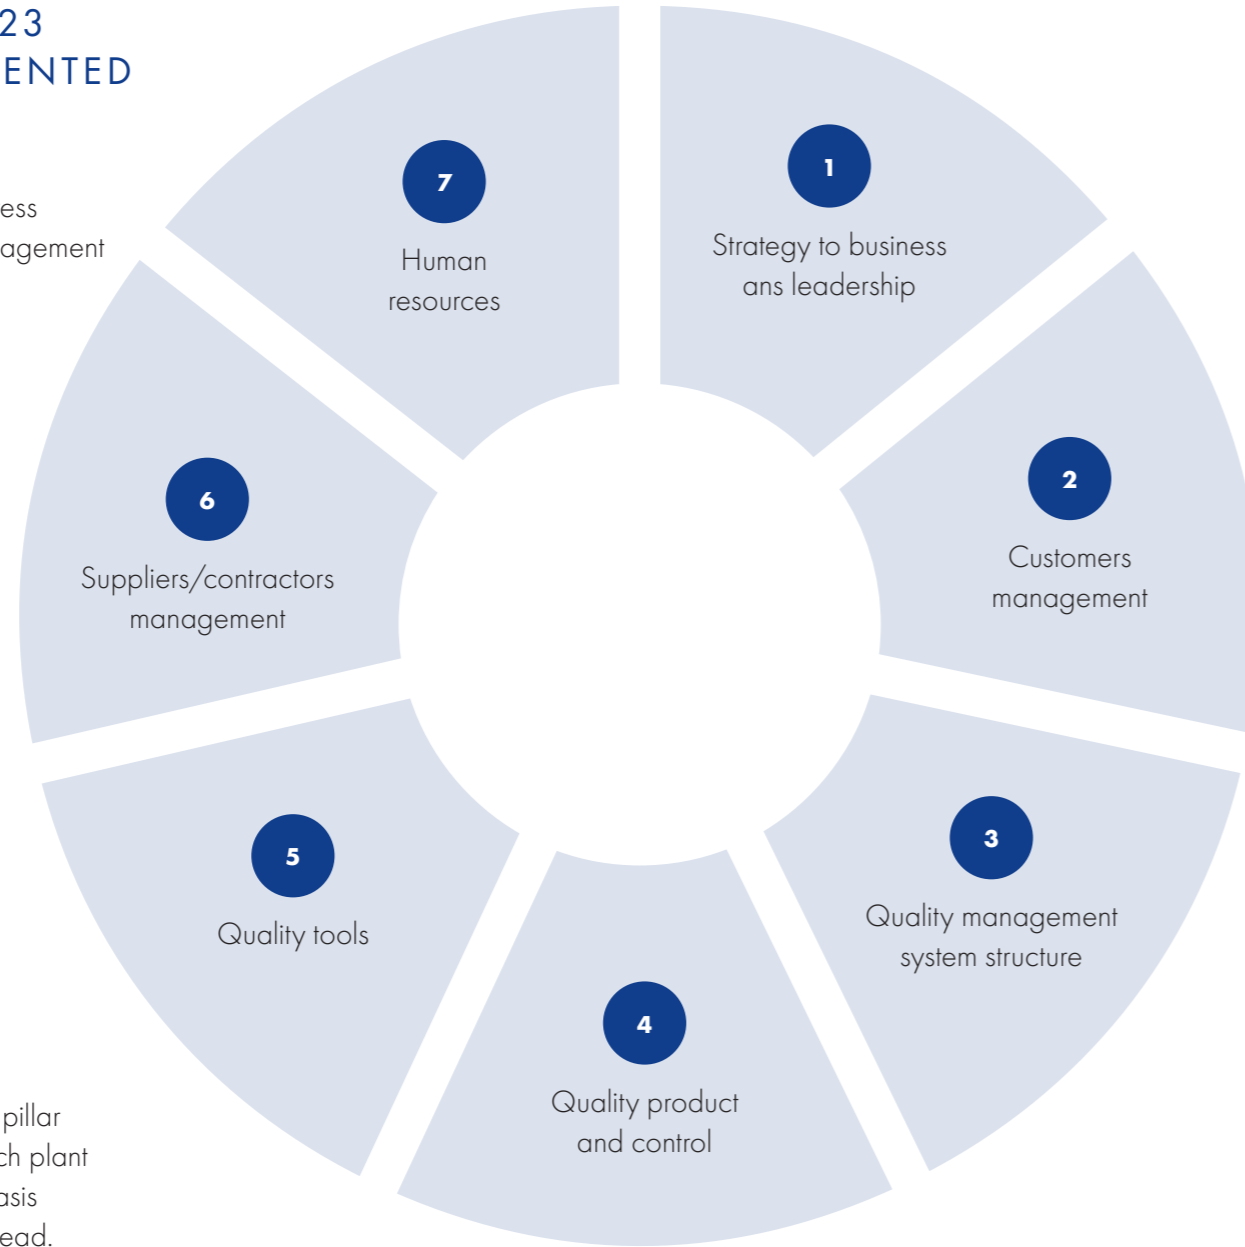 23
ENTED
ess
agement
7
Human
resources
1
Strategy to business
ans leadership
6
Suppliers/contractors
management
2
Customers
management
5
Quality tools
3
Quality management
system structure
4
Quality product
and control
pillar
ch plant
asis
ead.